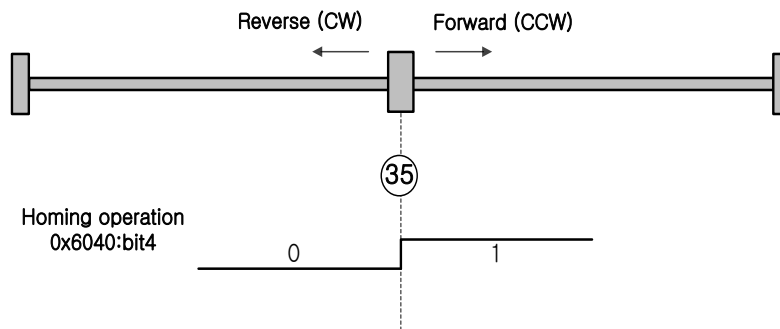 Reverse (CW)
Forward (CCW)
35
Homing operation
0x6040:bit4
0
1